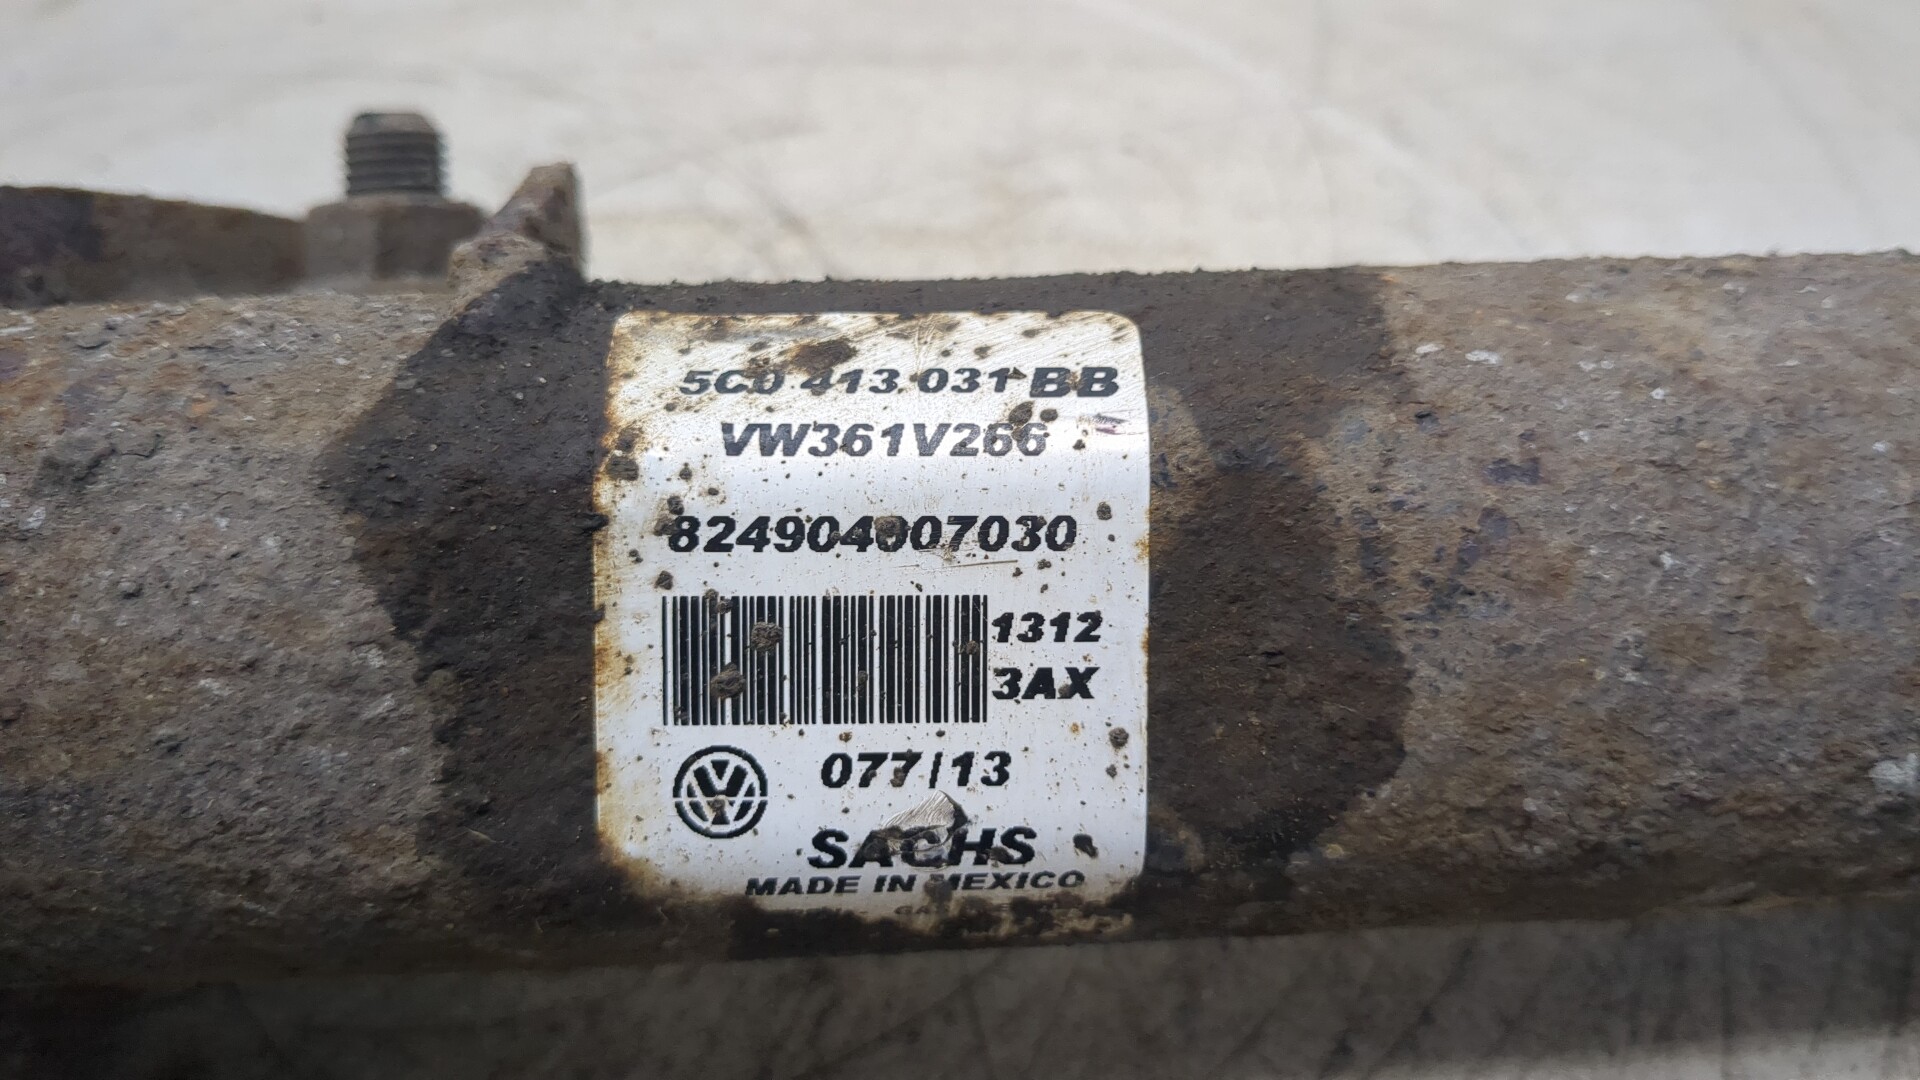 5C0 413 031 BB
VW361V266
824904007030
1312
3AX
077/13
SACHS
MADE IN MEXICO